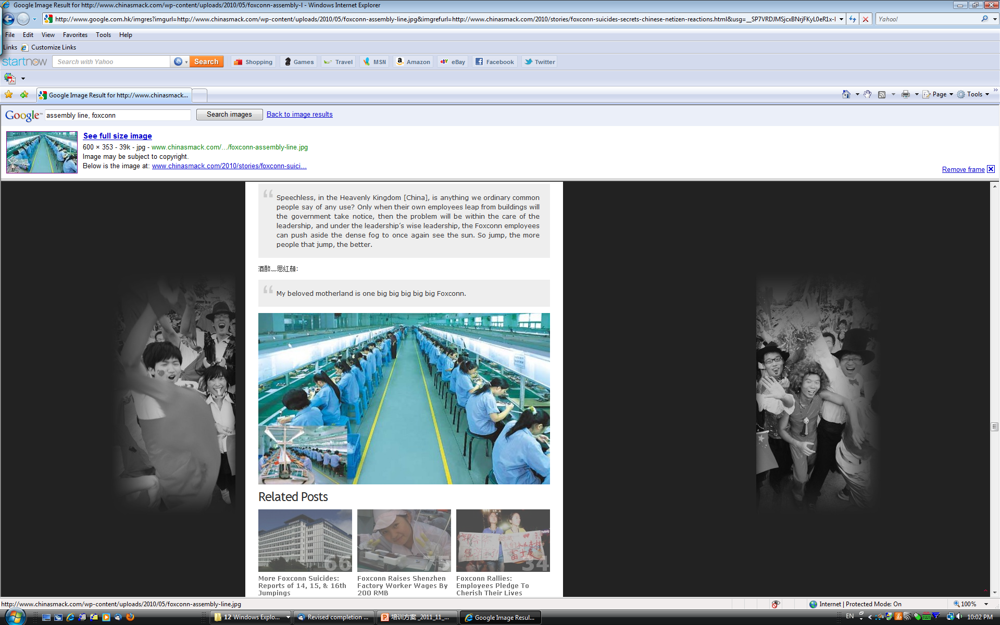 Google Image Result for http://www.chinasmack.com/wp-content/uploads/2010/05/foxconn-assembly-l - Windows Internet Explorer
http://www.google.com.hk/imgres?imgurl=http://www.chinasmack.com/wp-content/uploads/2010/05/foxconn-assembly-line.jpg&imgrefurl=http://www.chinasmack.com/2010/stories/foxconn-suicides-secrets-chinese-netizen-reactions.html&usg=__SP7VRDJMSjcxBNrjFKyL0eR1x-I
Yahoo!
File Edit View Favorites Tools Help
Links Customize Links
startnow Search with Yahoo Search Shopping Games Travel MSN Amazon eBay Facebook Twitter
Google Image Result for http://www.chinasmack...
Page Tools
Google™ assembly line, foxconn Search images Back to image results
See full size image
600 × 353 - 39k - jpg - www.chinasmack.com/.../foxconn-assembly-line.jpg
Image may be subject to copyright.
Below is the image at: www.chinasmack.com/2010/stories/foxconn-suici...
Remove frame
Speechless, in the Heavenly Kingdom [China], is anything we ordinary common
people say of any use? Only when their own employees leap from buildings will
the government take notice, then the problem will be within the care of the
leadership, and under the leadership’s wise leadership, the Foxconn employees
can push aside the dense fog to once again see the sun. So jump, the more
people that jump, the better.
酒醉﹏思紅顏:
My beloved motherland is one big big big big big Foxconn.
Related Posts
66
75
34
More Foxconn Suicides:
Reports of 14, 15, & 16th
Jumpings
Foxconn Raises Shenzhen
Factory Worker Wages By
200 RMB
Foxconn Rallies:
Employees Pledge To
Cherish Their Lives
http://www.chinasmack.com/wp-content/uploads/2010/05/foxconn-assembly-line.jpg
Internet | Protected Mode: On
100%
12 Windows Explo...
Revised completion ...
培训方案 _2011_11_...
Google Image Resul...
EN
10:02 PM